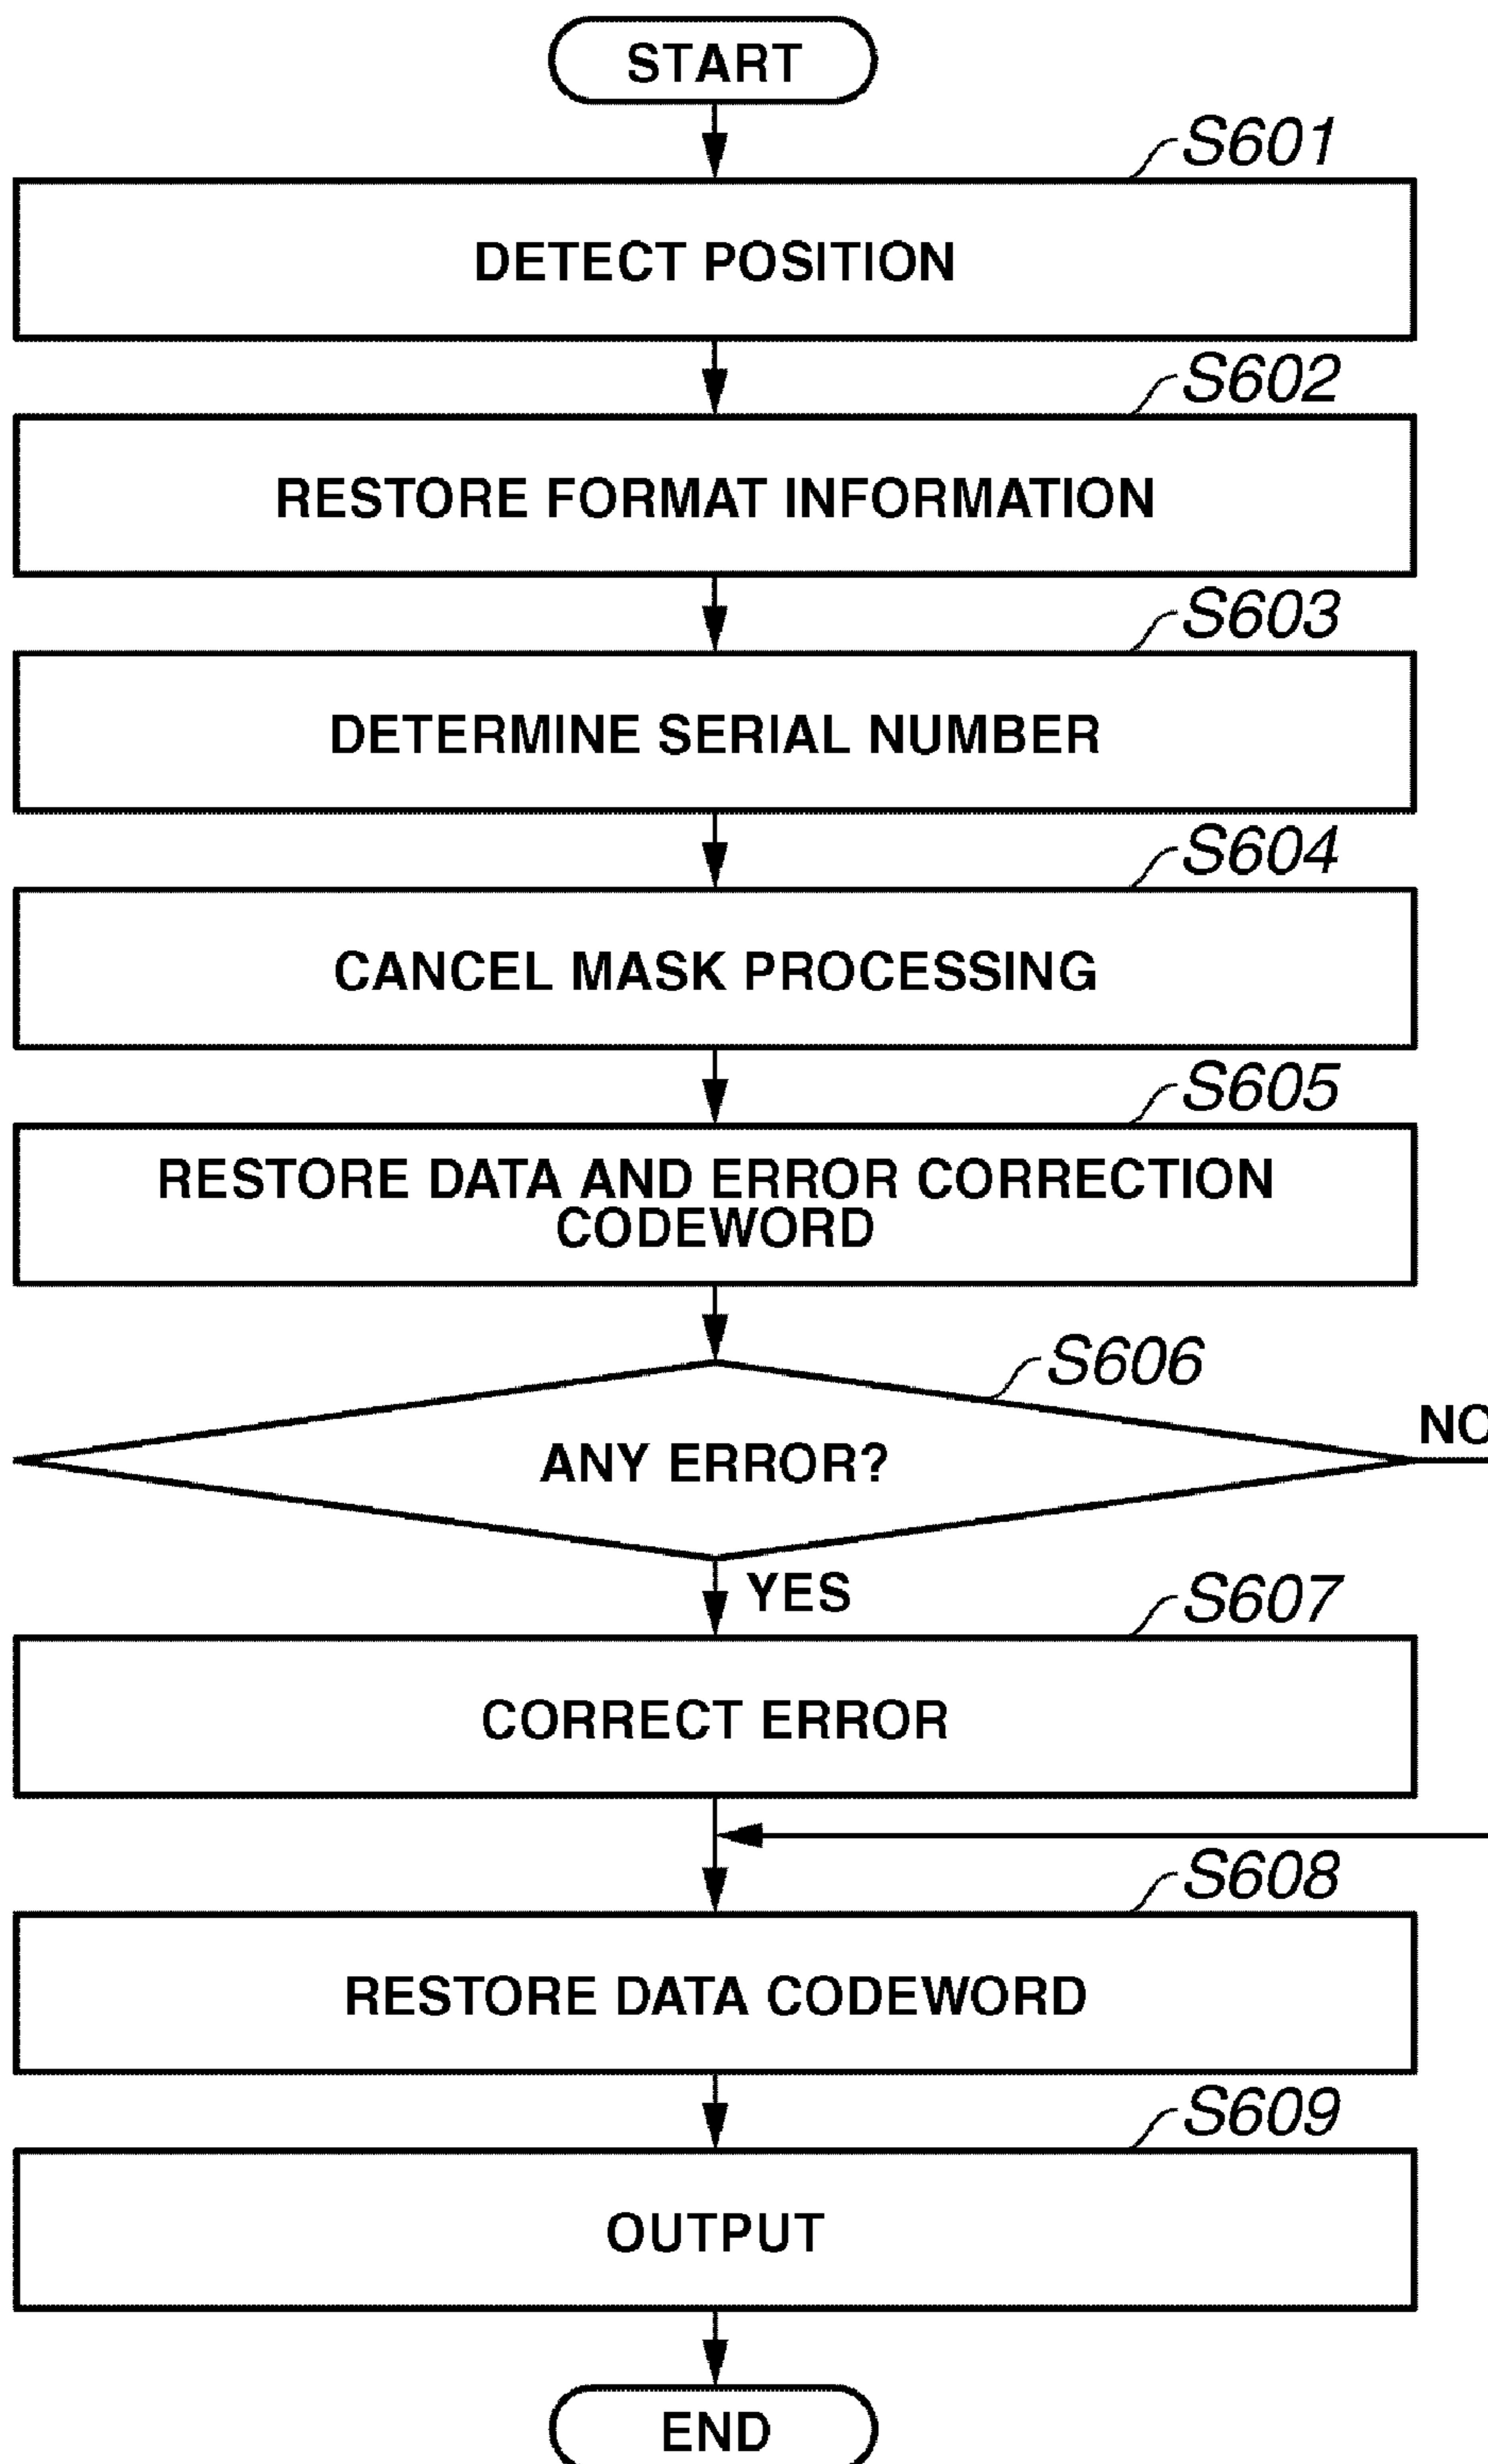 START
S601
DETECT POSITION
S602
RESTORE FORMAT INFORMATION
S603
DETERMINE SERIAL NUMBER
S604
CANCEL MASK PROCESSING
S605
RESTORE DATA AND ERROR CORRECTION
CODEWORD
S606
ANY ERROR?
NO
YES
S607
CORRECT ERROR
S608
RESTORE DATA CODEWORD
S609
OUTPUT
END